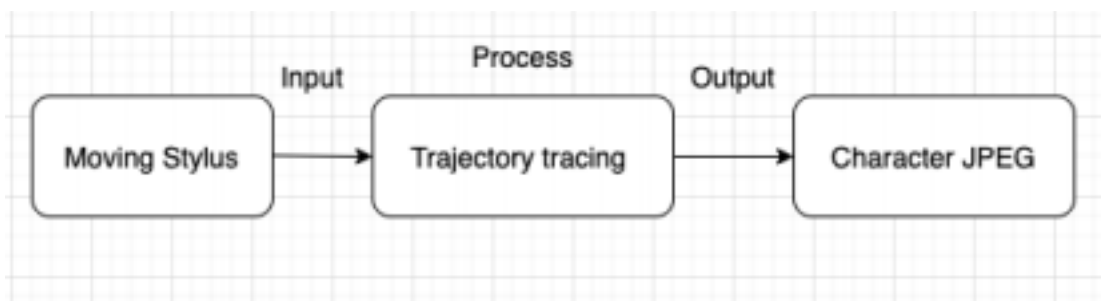 Process
Input
Output
Moving Stylus
Trajectory tracing
Character JPEG